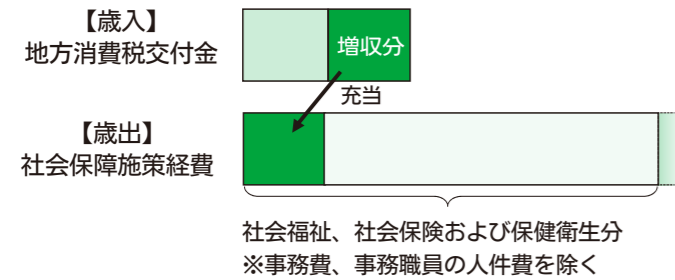 【歳入】
地方消費税交付金
増収分
充当
【歳出】
社会保障施策経費
社会福祉、社会保険および保健衛生分
※事務費、事務職員の人件費を除く